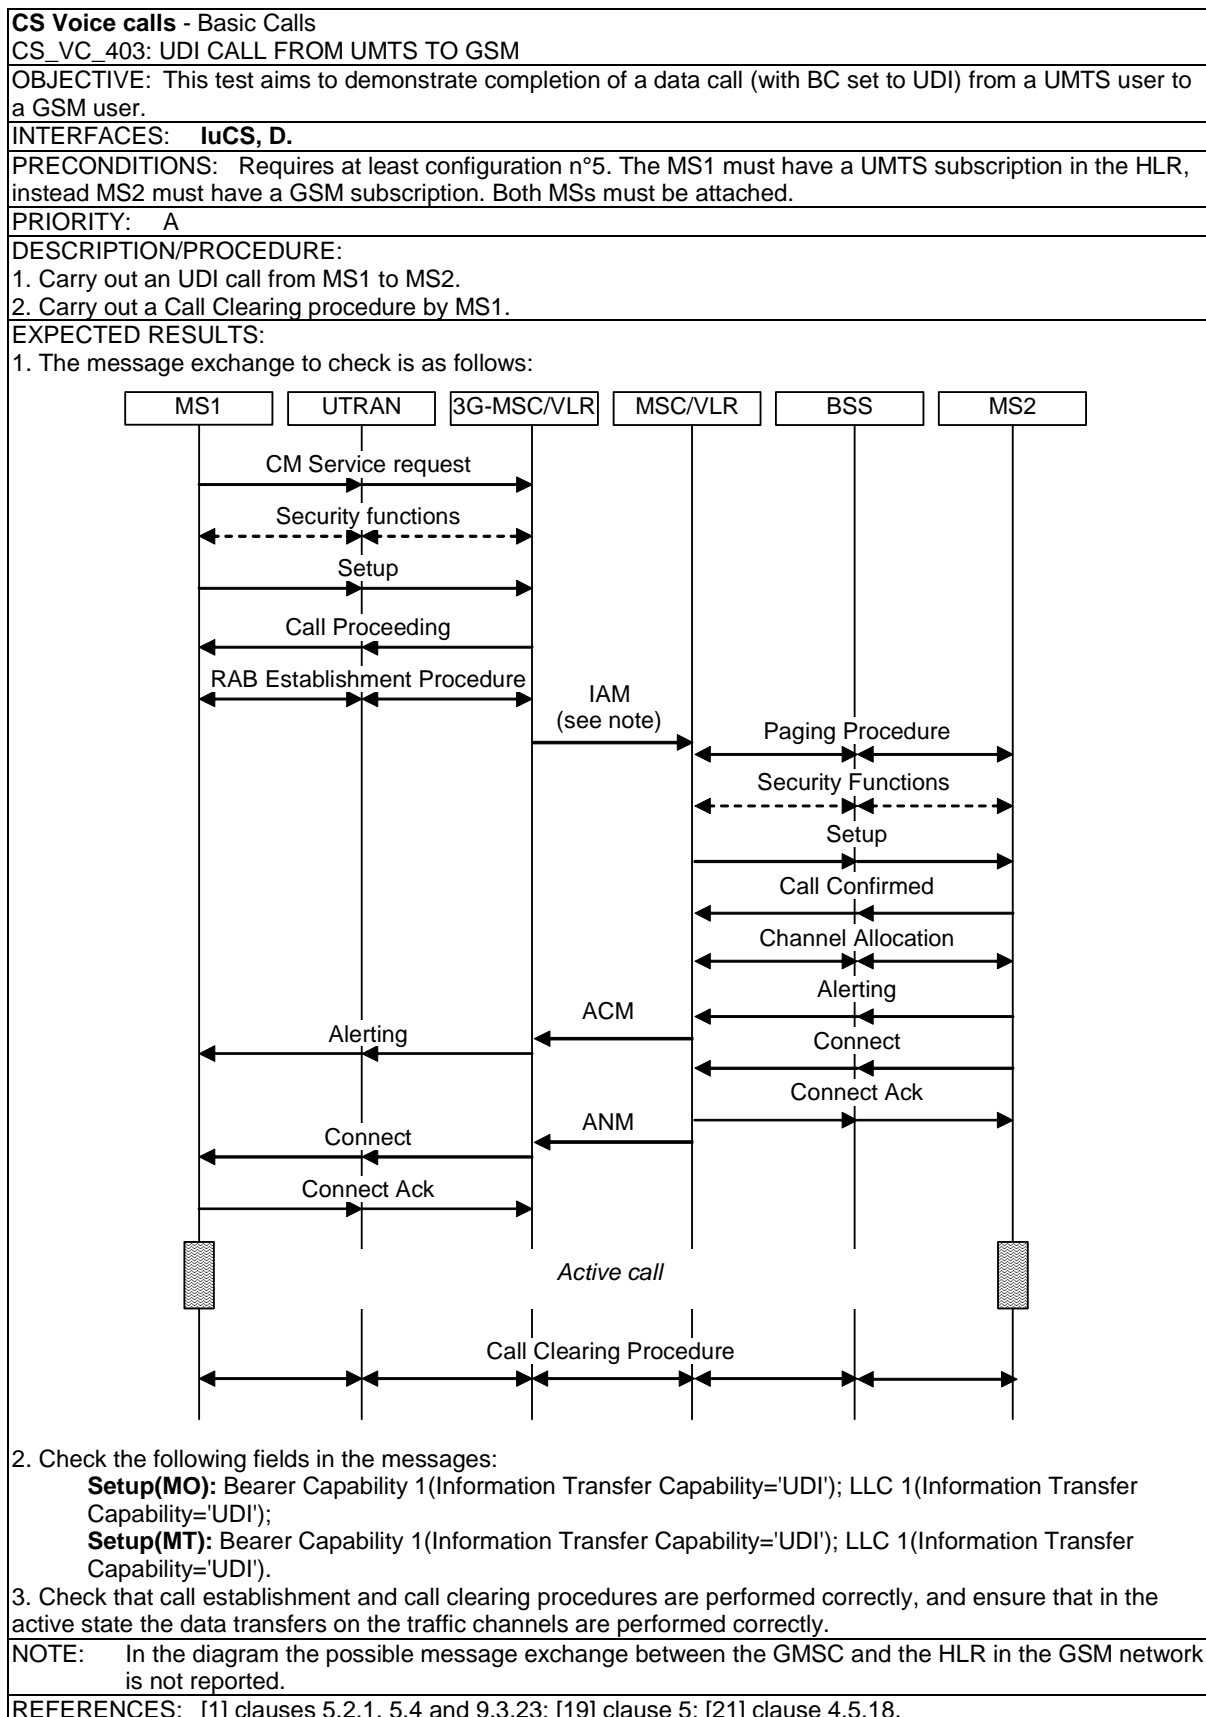 CS Voice calls - Basic Calls
CS_VC_403: UDI CALL FROM UMTS TO GSM
OBJECTIVE: This test aims to demonstrate completion of a data call (with BC set to UDI) from a UMTS user to
a GSM user.
INTERFACES: IuCS, D.
PRECONDITIONS: Requires at least configuration n°5. The MS1 must have a UMTS subscription in the HLR,
instead MS2 must have a GSM subscription. Both MSs must be attached.
PRIORITY: A
DESCRIPTION/PROCEDURE:
1. Carry out an UDI call from MS1 to MS2.
2. Carry out a Call Clearing procedure by MS1.
EXPECTED RESULTS:
1. The message exchange to check is as follows:
MS1 UTRAN 3G-MSC/VLR MSC/VLR BSS MS2
CM Service request
Security functions
Setup
Call Proceeding
RAB Establishment Procedure
IAM
(see note)
Paging Procedure
Security Functions
Setup
Call Confirmed
Channel Allocation
Alerting
ACM
Alerting
Connect
Connect Ack
ANM
Connect
Connect Ack
Active call
Call Clearing Procedure
2. Check the following fields in the messages:
Setup(MO): Bearer Capability 1(Information Transfer Capability='UDI'); LLC 1(Information Transfer
Capability='UDI');
Setup(MT): Bearer Capability 1(Information Transfer Capability='UDI'); LLC 1(Information Transfer
Capability='UDI').
3. Check that call establishment and call clearing procedures are performed correctly, and ensure that in the
active state the data transfers on the traffic channels are performed correctly.
NOTE: In the diagram the possible message exchange between the GMSC and the HLR in the GSM network
is not reported.
REFERENCES: [1] clauses 5.2.1, 5.4 and 9.3.23; [19] clause 5; [21] clause 4.5.18.